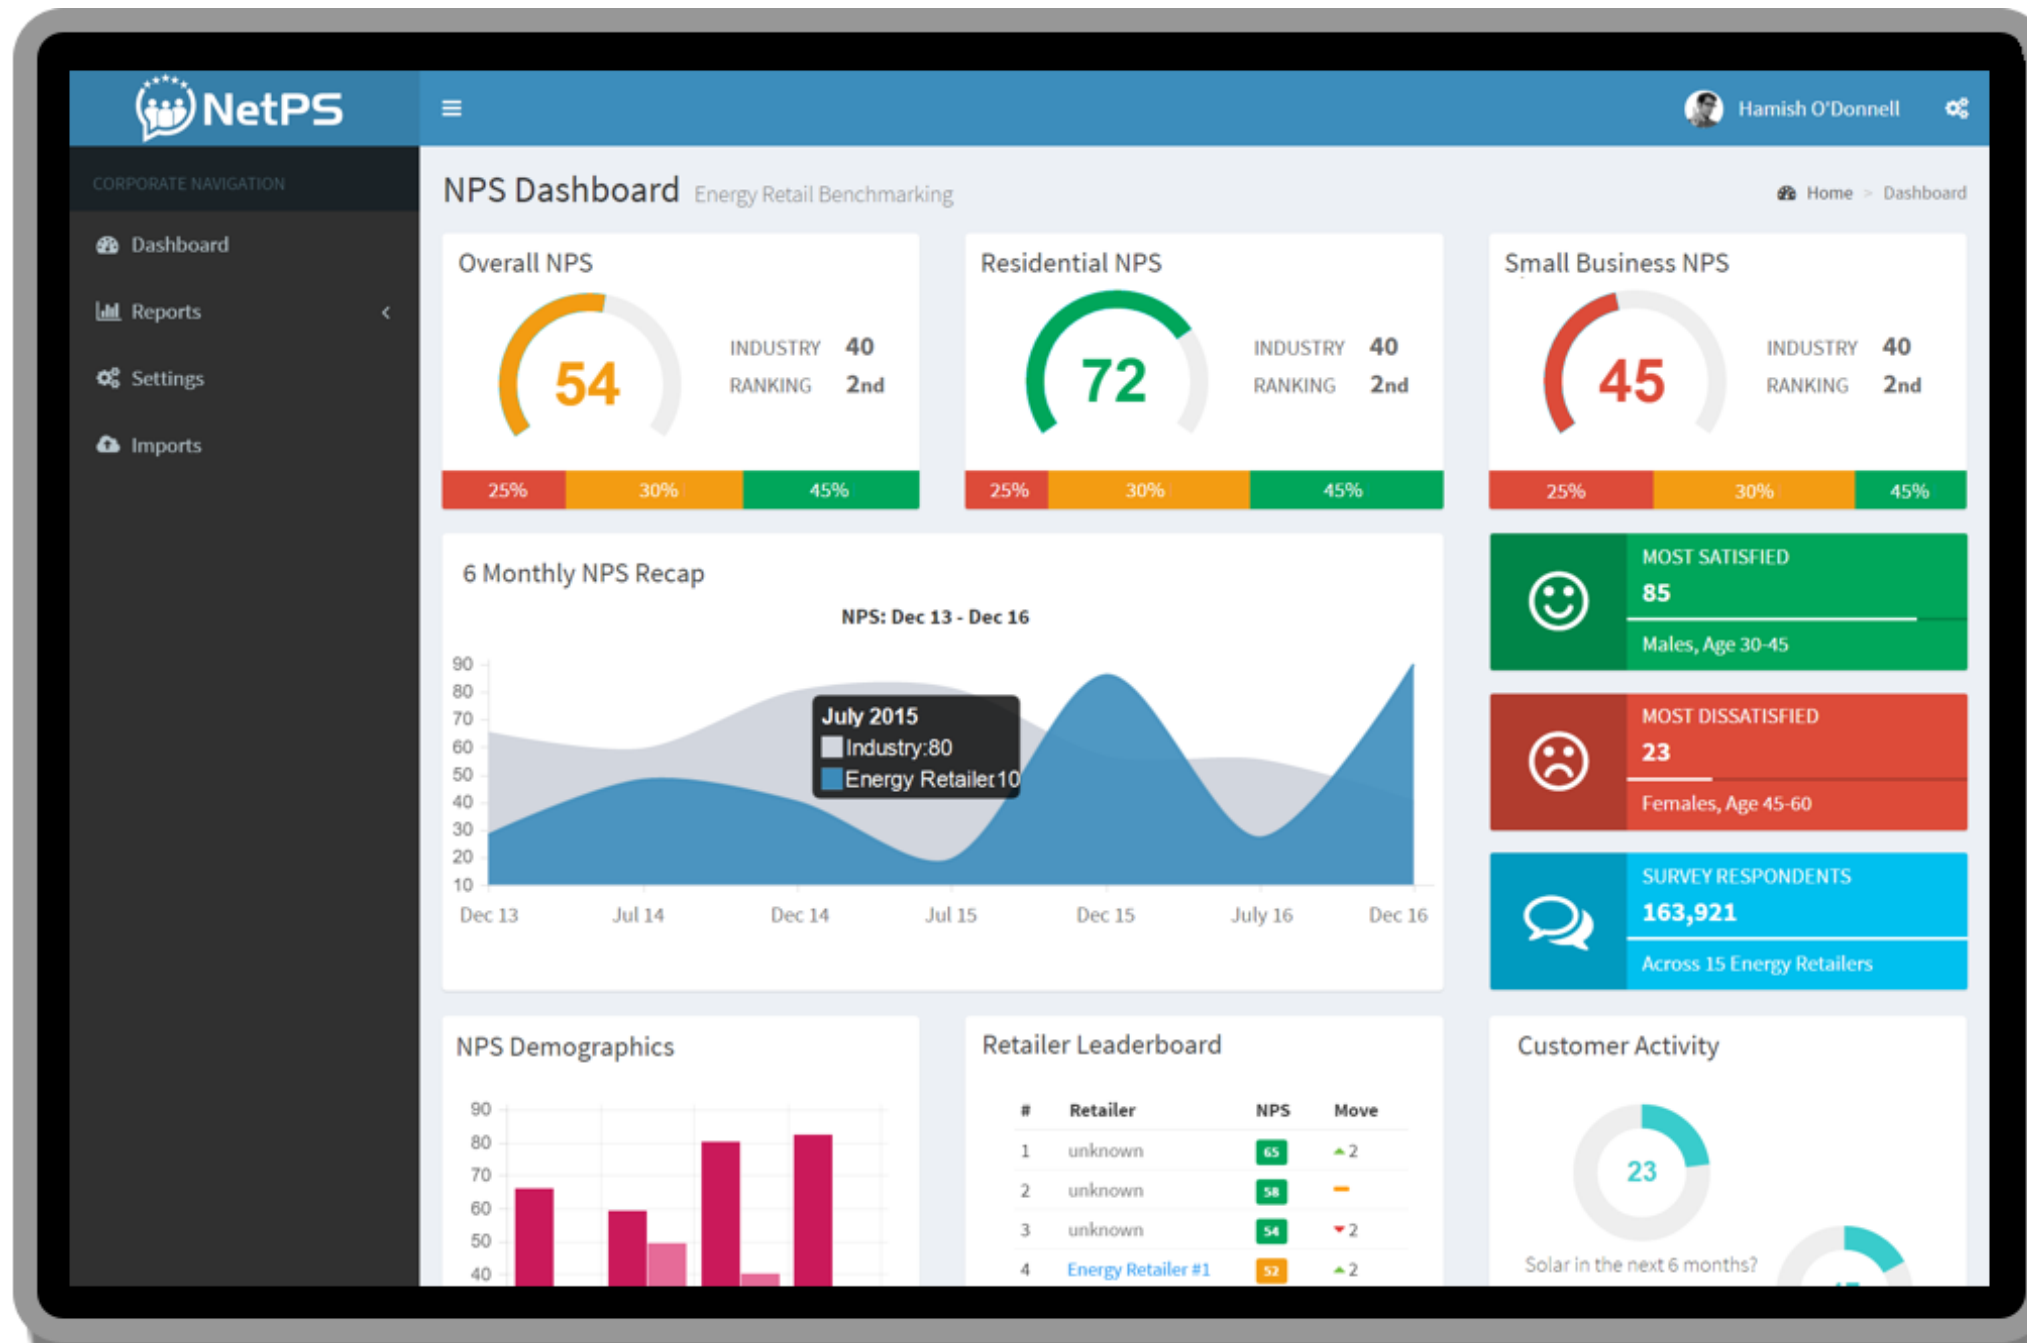 NetPS
Hamish O'Donnell
CORPORATE NAVIGATION
Dashboard
Reports
Settings
Imports
NPS Dashboard Energy Retail Benchmarking
Home > Dashboard
Overall NPS
54
INDUSTRY 40
RANKING 2nd
25% 30% 45%
Residential NPS
72
INDUSTRY 40
RANKING 2nd
25% 30% 45%
Small Business NPS
45
INDUSTRY 40
RANKING 2nd
25% 30% 45%
6 Monthly NPS Recap
NPS: Dec 13 - Dec 16
90
80
70
60
50
40
30
20
10
July 2015
Industry:80
Energy Retailer:10
Dec 13 Jul 14 Dec 14 Jul 15 Dec 15 July 16 Dec 16
MOST SATISFIED
85
Males, Age 30-45
MOST DISSATISFIED
23
Females, Age 45-60
SURVEY RESPONDENTS
163,921
Across 15 Energy Retailers
NPS Demographics
90
80
70
60
50
40
Retailer Leaderboard
# Retailer NPS Move
1 unknown 65 2
2 unknown 58
3 unknown 54 2
4 Energy Retailer #1 52 2
Customer Activity
23
Solar in the next 6 months?